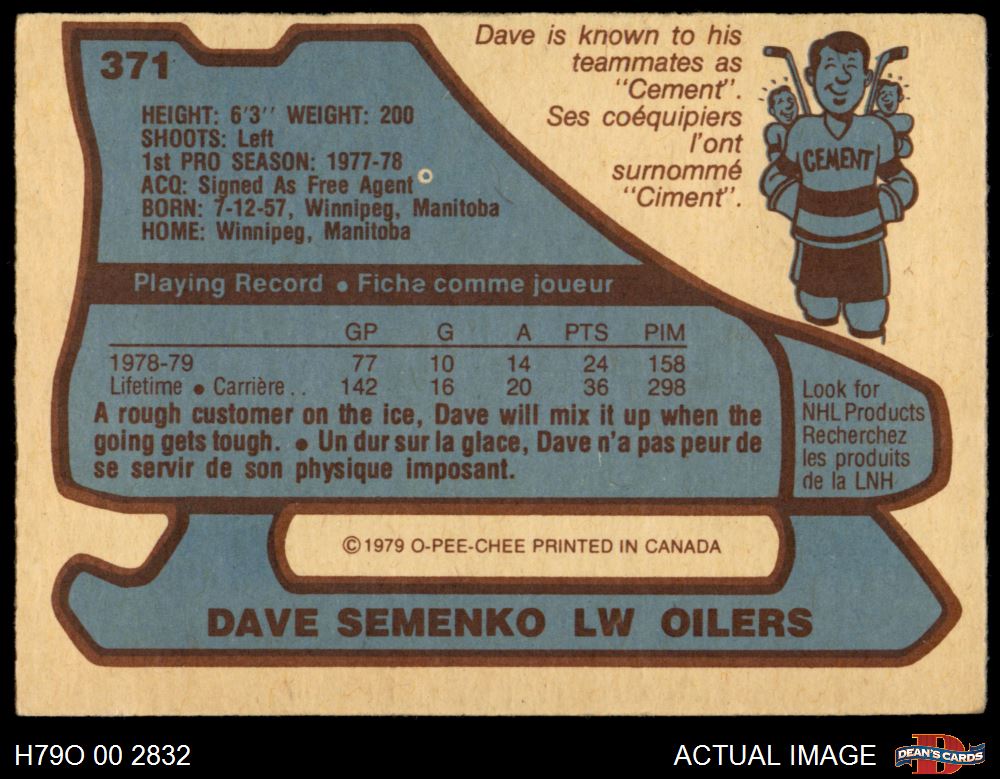 371
Dave is known to his
teammates as
"Cement".
Ses coéquipiers
l'ont
surnommé
"Ciment".
CEMENT
HEIGHT: 6'3'' WEIGHT: 200
SHOOTS: Left
1st PRO SEASON: 1977-78
ACQ: Signed As Free Agent
BORN: 7-12-57, Winnipeg, Manitoba
HOME: Winnipeg, Manitoba
Playing Record • Fiche comme joueur
GP G A PTS PIM
1978-79 77 10 14 24 158
Lifetime • Carrière . . 142 16 20 36 298
A rough customer on the ice, Dave will mix it up when the
going gets tough. • Un dur sur la glace, Dave n'a pas peur de
se servir de son physique imposant.
Look for
NHL Products
Recherchez
les produits
de la LNH
©1979 O-PEE-CHEE PRINTED IN CANADA
DAVE SEMENKO LW OILERS
H79O 00 2832
ACTUAL IMAGE
DEAN'S CARDS